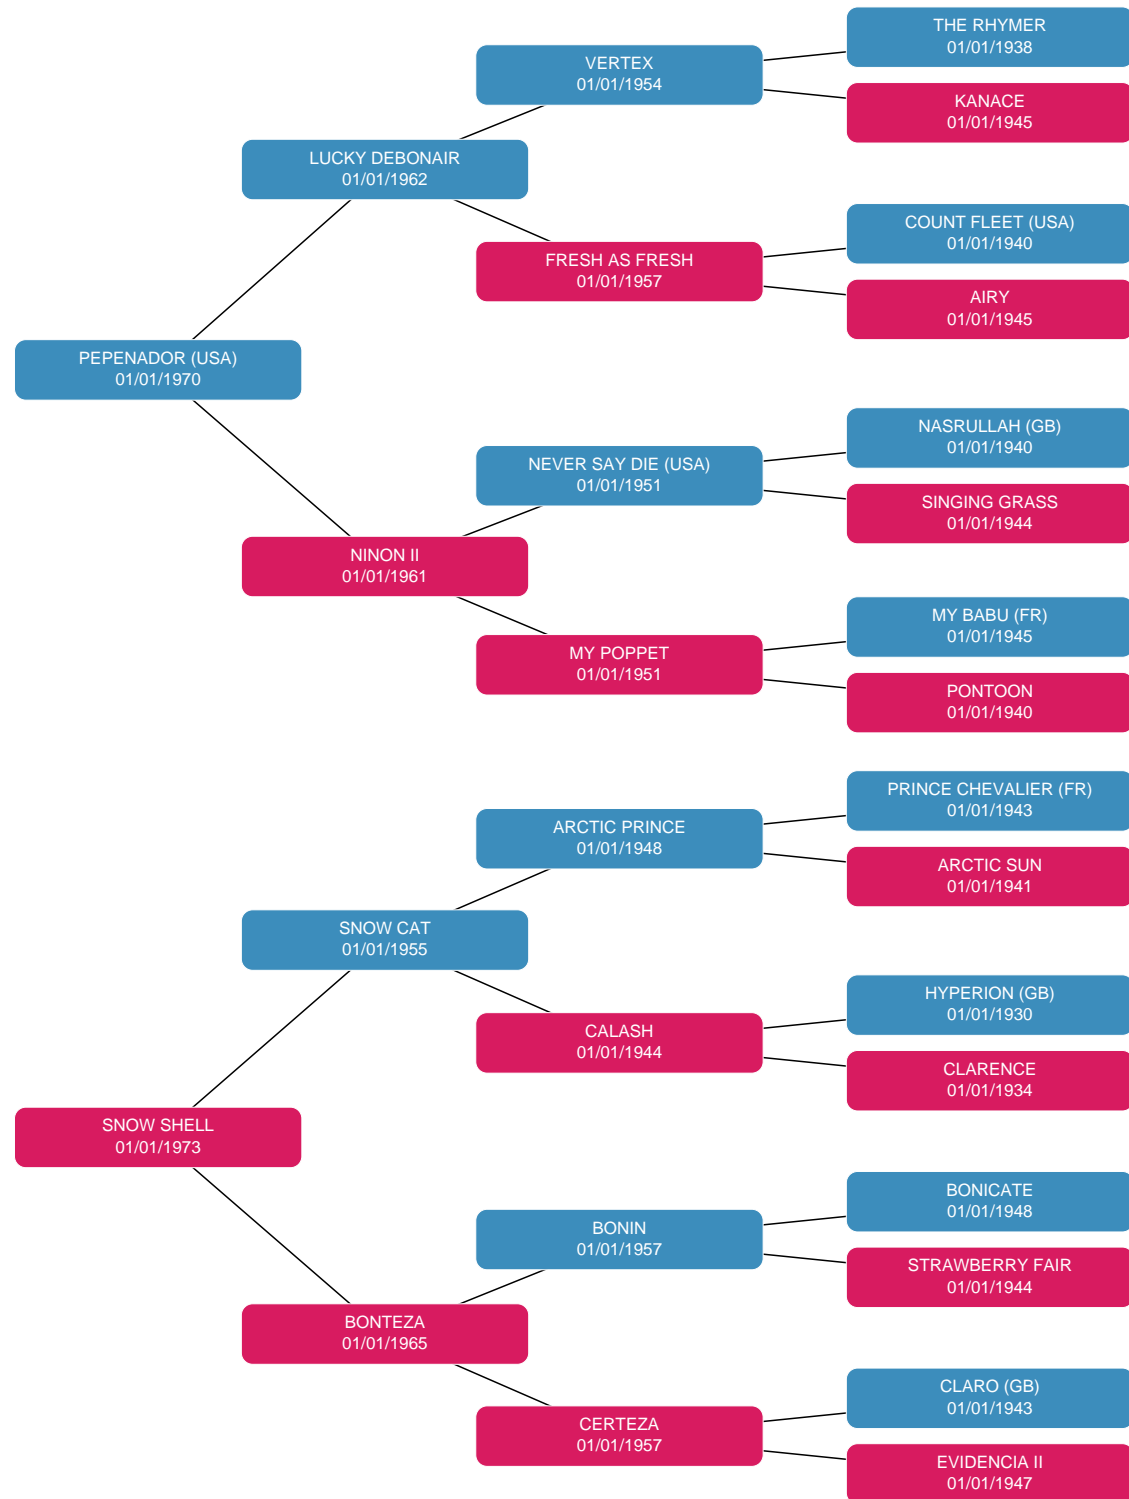 THE RHYMER
01/01/1938
VERTEX
01/01/1954
KANACE
01/01/1945
LUCKY DEBONAIR
01/01/1962
COUNT FLEET (USA)
01/01/1940
FRESH AS FRESH
01/01/1957
AIRY
01/01/1945
PEPENADOR (USA)
01/01/1970
NASRULLAH (GB)
01/01/1940
NEVER SAY DIE (USA)
01/01/1951
SINGING GRASS
01/01/1944
NINON II
01/01/1961
MY BABU (FR)
01/01/1945
MY POPPET
01/01/1951
PONTOON
01/01/1940
PRINCE CHEVALIER (FR)
01/01/1943
ARCTIC PRINCE
01/01/1948
ARCTIC SUN
01/01/1941
SNOW CAT
01/01/1955
HYPERION (GB)
01/01/1930
CALASH
01/01/1944
CLARENCE
01/01/1934
SNOW SHELL
01/01/1973
BONICATE
01/01/1948
BONIN
01/01/1957
STRAWBERRY FAIR
01/01/1944
BONTEZA
01/01/1965
CLARO (GB)
01/01/1943
CERTEZA
01/01/1957
EVIDENCIA II
01/01/1947